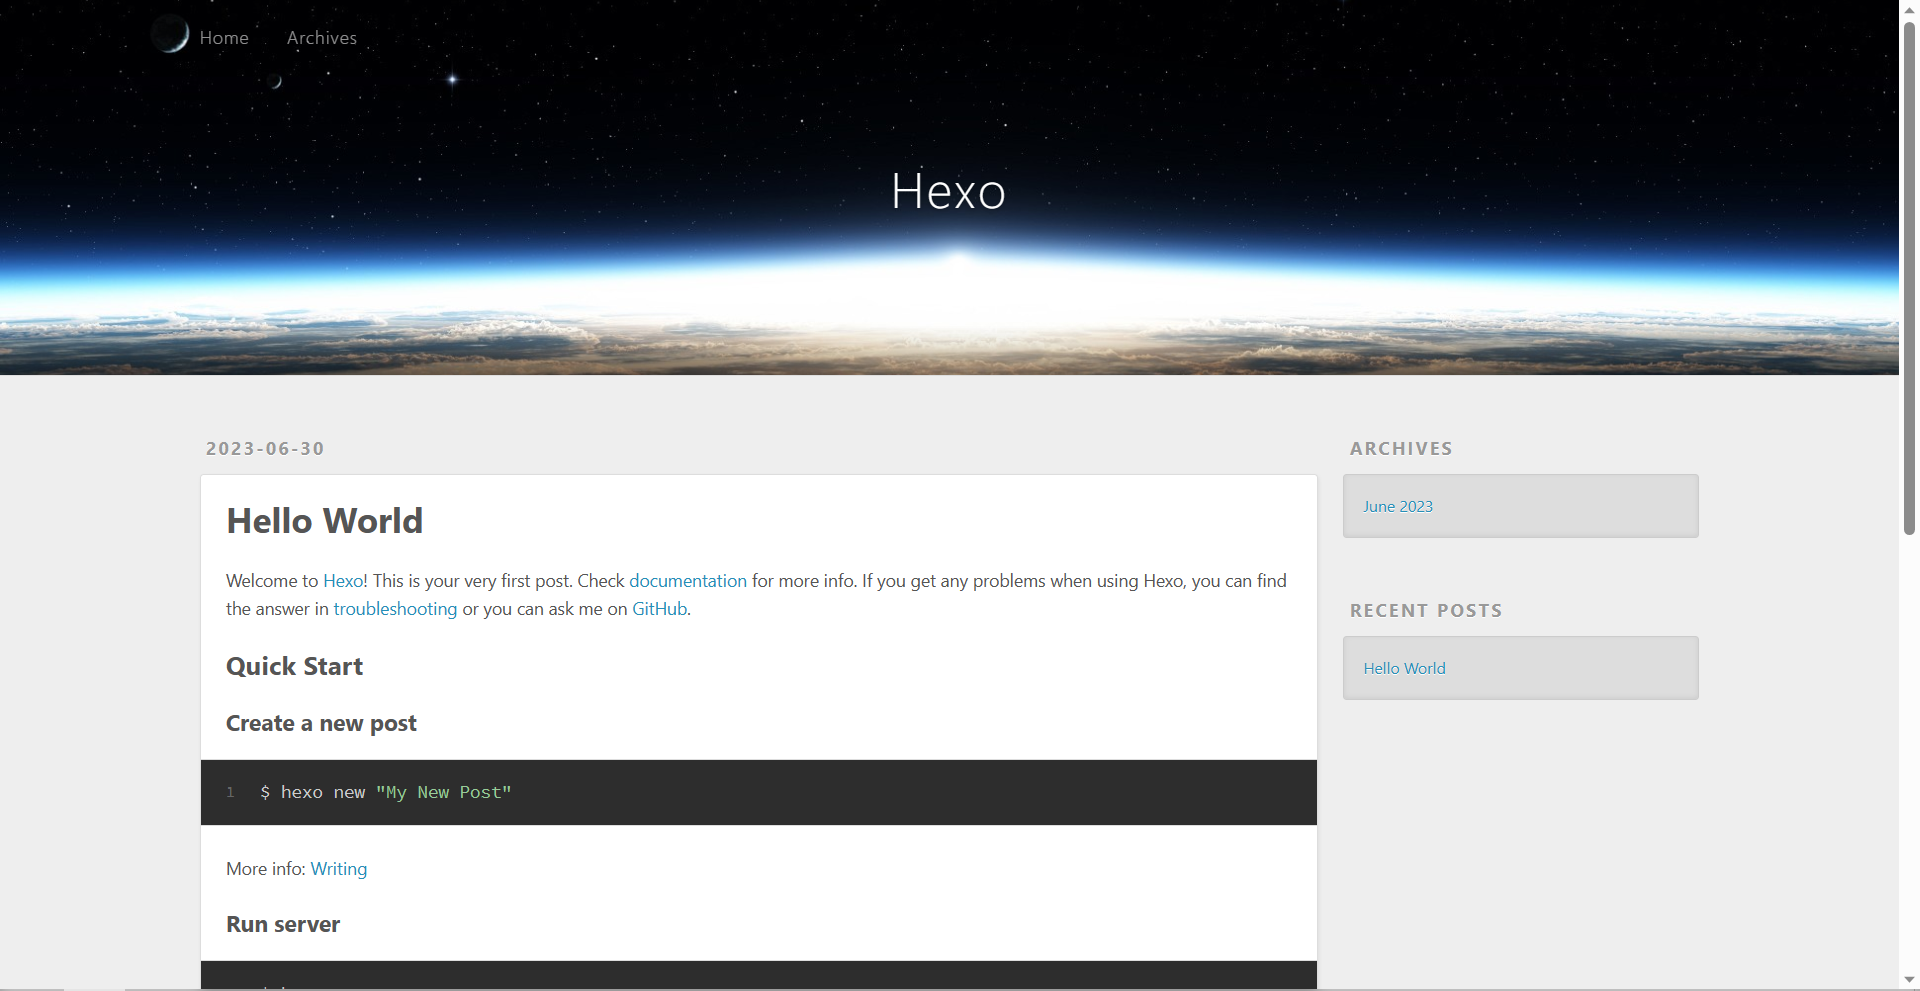 Home Archives
Hexo
2023-06-30
Hello World
Welcome to Hexo! This is your very first post. Check documentation for more info. If you get any problems when using Hexo, you can find
the answer in troubleshooting or you can ask me on GitHub.
Quick Start
Create a new post
1 $ hexo new "My New Post"
More info: Writing
Run server
ARCHIVES
June 2023
RECENT POSTS
Hello World